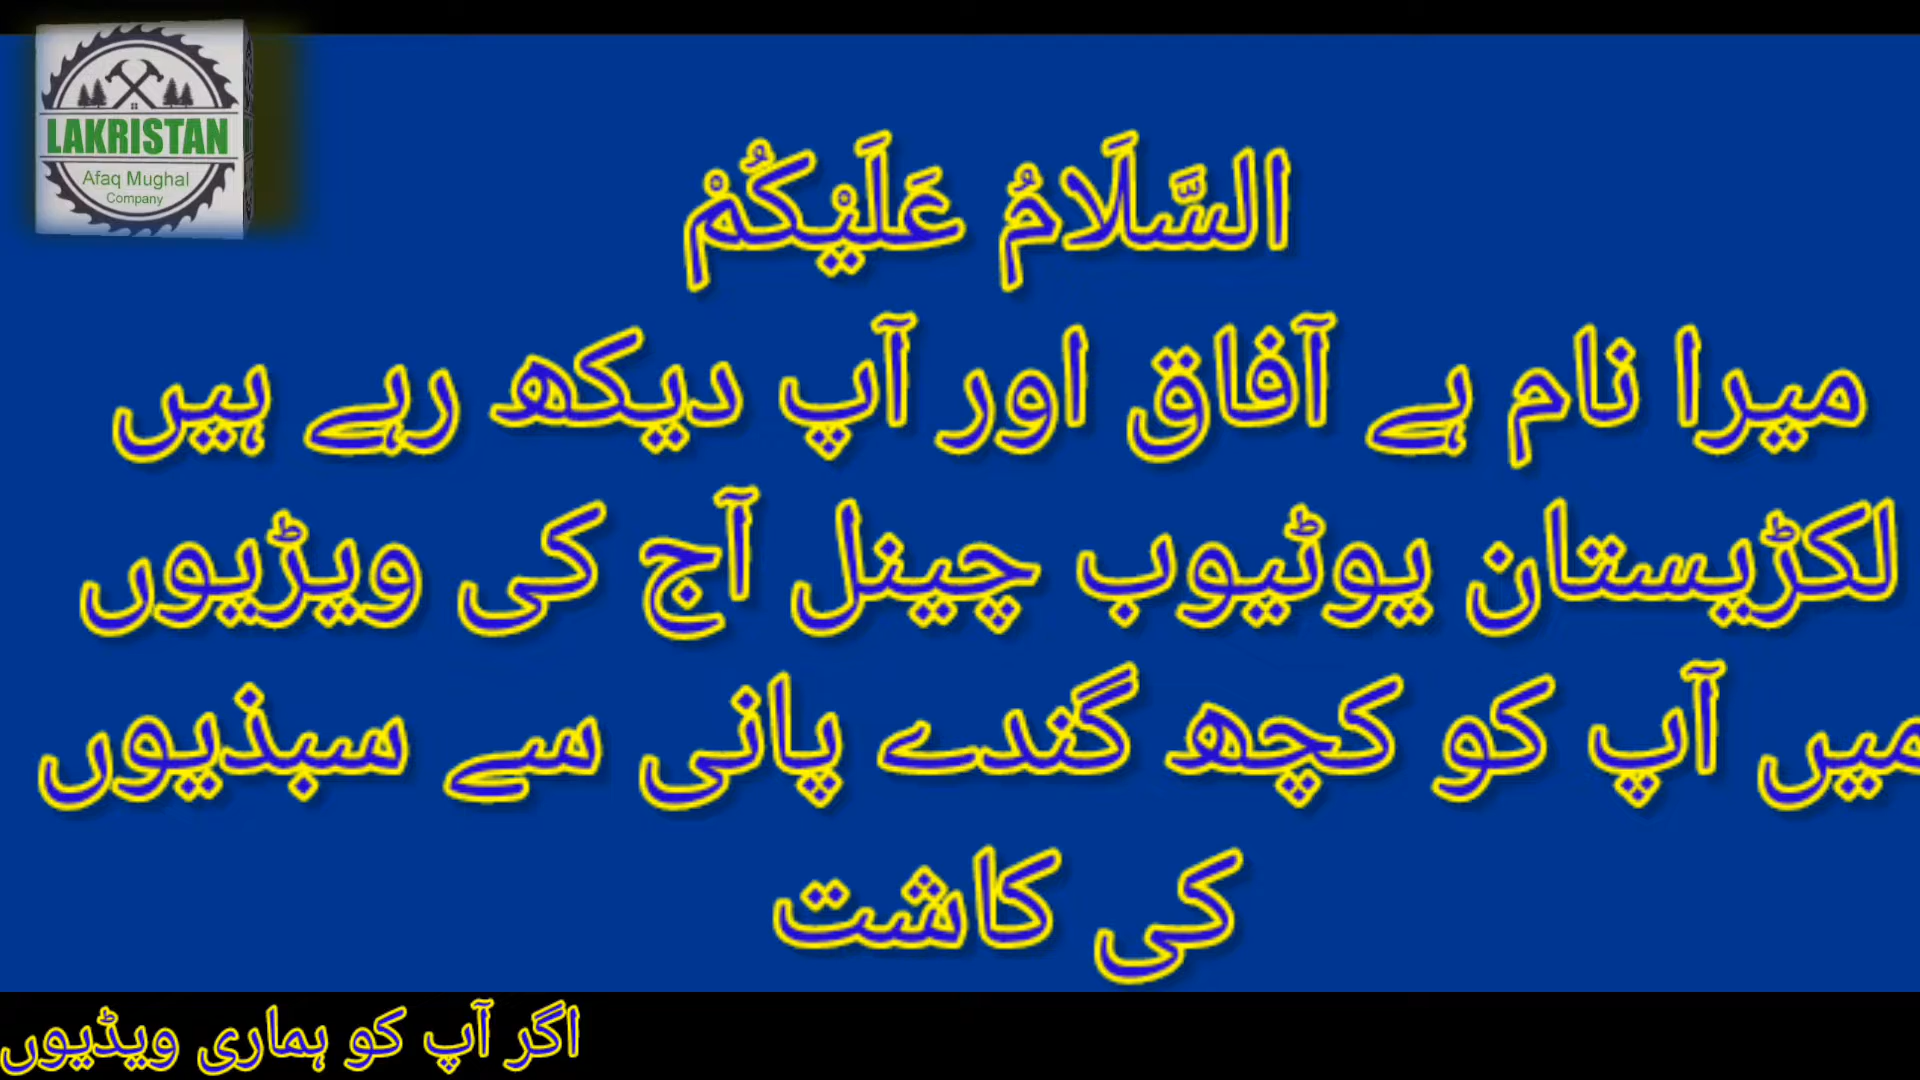 LAKRISTAN
Afaq Mughal
Company
السَّلَامُ عَلَيْكُمْ
میرا نام ہے آفاق اور آپ دیکھ رہے ہیں
لکڑیستان یوٹیوب چینل آج کی ویڑیوں
میں آپ کو کچھ گندے پانی سے سبذیوں
کی کاشت
اگر آپ کو ہماری ویڈیوں